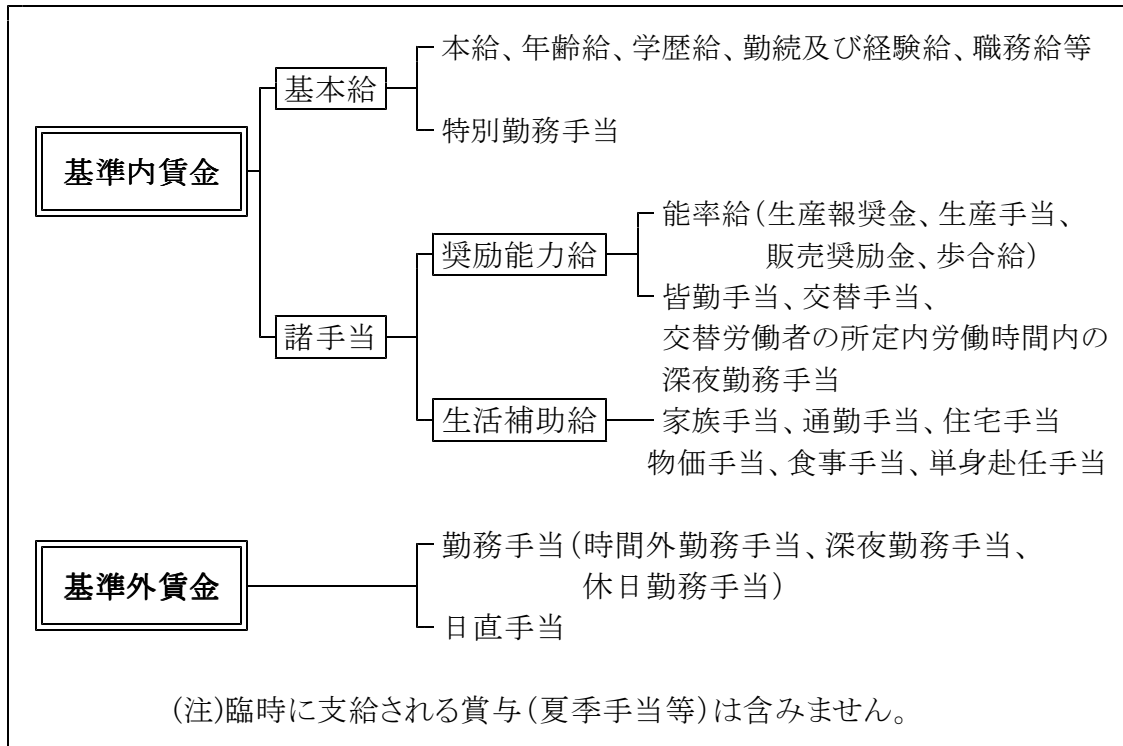 本給、年齢給、学歴給、勤続及び経験給、職務給等
基本給
特別勤務手当
基準内賃金
能率給(生産報奨金、生産手当、
販売奨励金、歩合給)
奨励能力給
皆勤手当、交替手当、
諸手当
交替労働者の所定内労働時間内の
深夜勤務手当
生活補助給
家族手当、通勤手当、住宅手当
物価手当、食事手当、単身赴任手当
勤務手当(時間外勤務手当、深夜勤務手当、
休日勤務手当)
基準外賃金
日直手当
(注)臨時に支給される賞与(夏季手当等)は含みません。